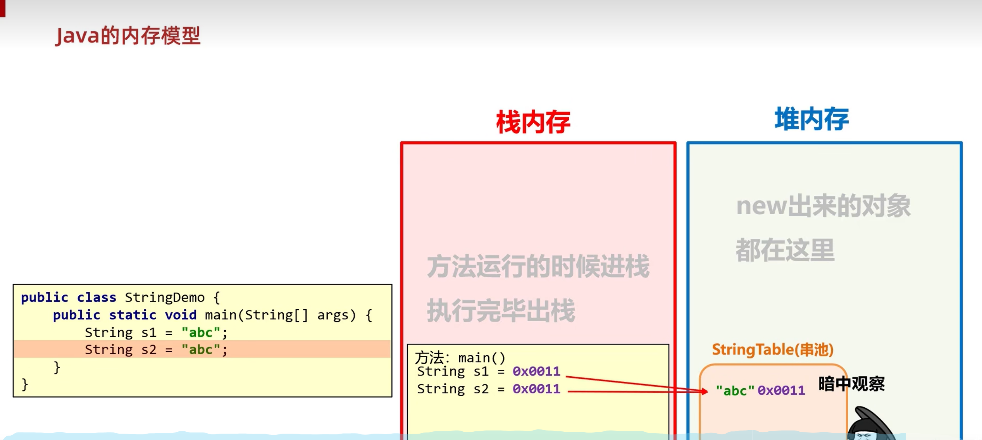 Java的内存模型
栈内存
堆内存
new出来的对象
都在这里
方法运行的时候进栈
执行完毕出栈
public class StringDemo {
public static void main(String[] args) {
String s1 = "abc";
String s2 = "abc";
}
}
方法: main()
String s1 = 0x0011
String s2 = 0x0011
StringTable(串池)
"abc" 0x0011
暗中观察